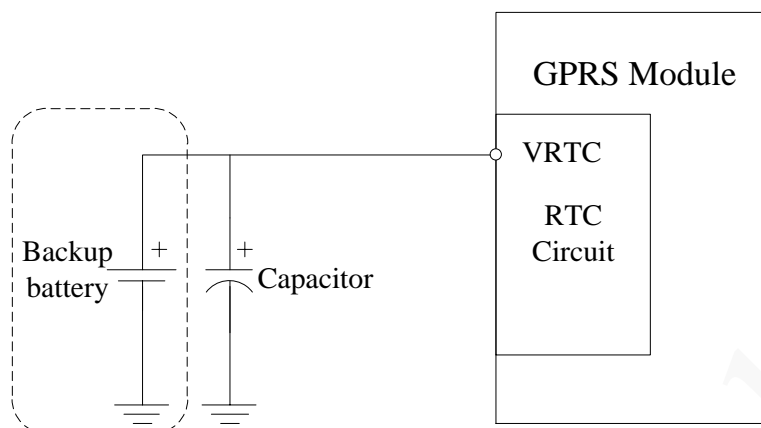 GPRS Module
VRTC
RTC
Circuit
+
Backup
battery
+
Capacitor